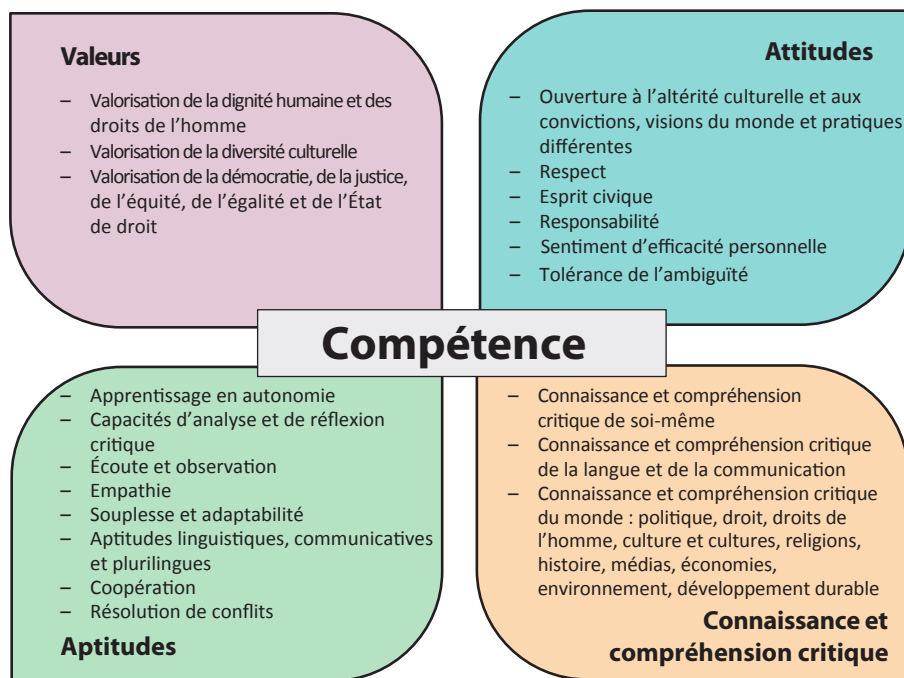 Valeurs
– Valorisation de la dignité humaine et des
droits de l’homme
– Valorisation de la diversité culturelle
– Valorisation de la démocratie, de la justice,
de l’équité, de l’égalité et de l’État
de droit
Attitudes
– Ouverture à l’altérité culturelle et aux
convictions, visions du monde et pratiques
différentes
– Respect
– Esprit civique
– Responsabilité
– Sentiment d’efficacité personnelle
– Tolérance de l’ambiguïté
Compétence
– Apprentissage en autonomie
– Capacités d’analyse et de réflexion
critique
– Écoute et observation
– Empathie
– Souplesse et adaptabilité
– Aptitudes linguistiques, communicatives
et plurilingues
– Coopération
– Résolution de conflits
Aptitudes
– Connaissance et compréhension
critique de soi-même
– Connaissance et compréhension critique
de la langue et de la communication
– Connaissance et compréhension critique
du monde : politique, droit, droits de
l’homme, culture et cultures, religions,
histoire, médias, économies,
environnement, développement durable
Connaissance et
compréhension critique